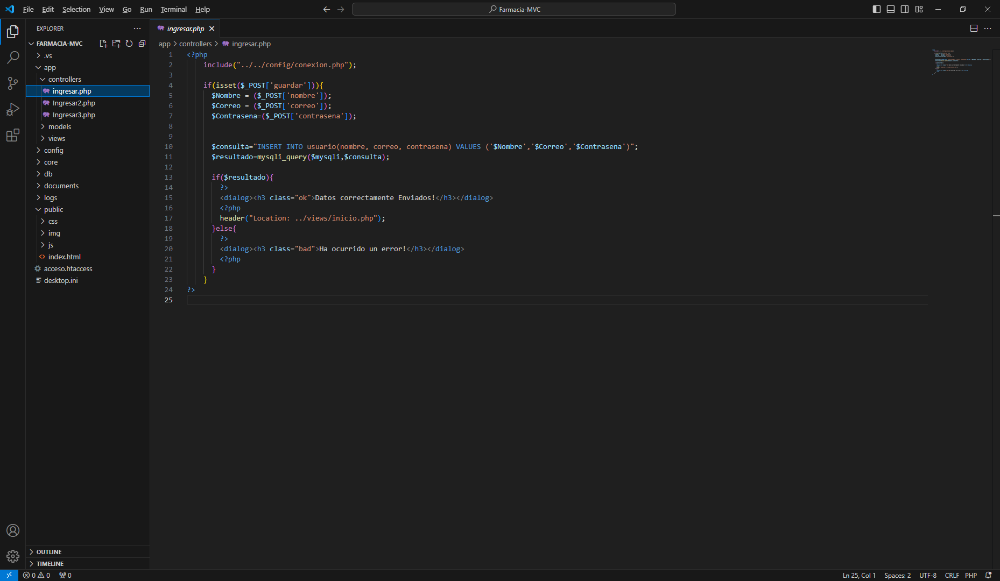 File Edit Selection View Go Run Terminal Help Farmacia-MVC
EXPLORER
FARMACIA-MVC
.vs
app
controllers
ingresar.php
Ingresar2.php
Ingresar3.php
models
views
config
core
db
documents
logs
public
css
img
js
index.html
acceso.htaccess
desktop.ini
OUTLINE
TIMELINE
ingresar.php
app > controllers > ingresar.php
1 <?php
2 include("../../config/conexion.php");
3
4 if(isset($_POST['guardar'])){
5 $Nombre = ($_POST['nombre']);
6 $Correo = ($_POST['correo']);
7 $Contrasena=($_POST['contrasena']);
8
9
10 $consulta="INSERT INTO usuario(nombre, correo, contrasena) VALUES ('$Nombre','$Correo','$Contrasena')";
11 $resultado=mysqli_query($mysqli,$consulta);
12
13 if($resultado){
14 ?>
15 <dialog><h3 class="ok">Datos correctamente Enviados!</h3></dialog>
16 <?php
17 header("Location: ../views/inicio.php");
18 }else{
19 ?>
20 <dialog><h3 class="bad">Ha ocurrido un error!</h3></dialog>
21 <?php
22 }
23 }
24 ?>
25
0 0 0 Ln 25, Col 1 Spaces: 2 UTF-8 CRLF PHP